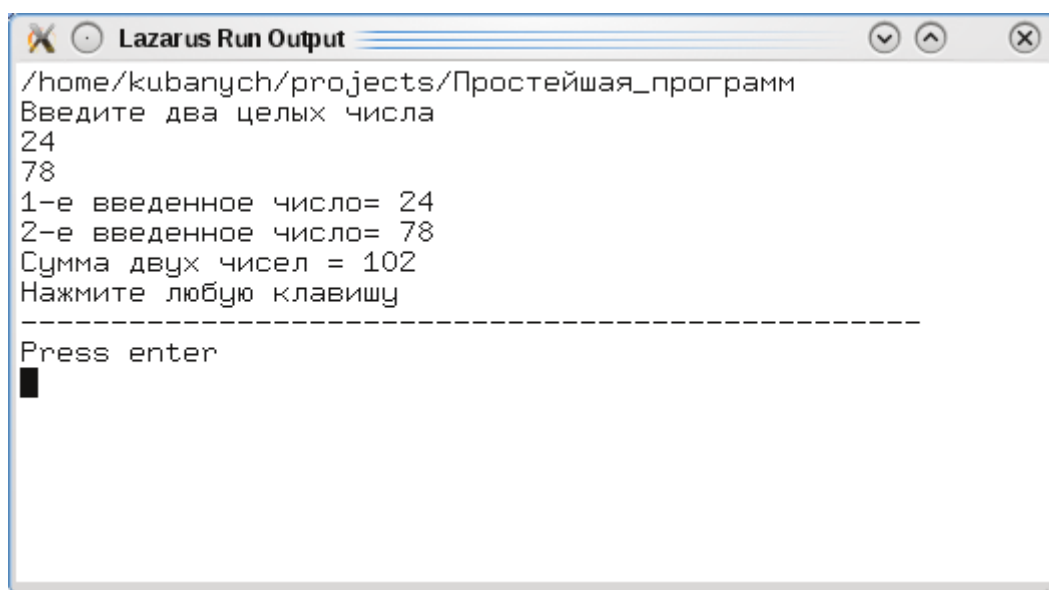 Lazarus Run Output
/home/kubanych/projects/Простейшая_программ
Введите два целых числа
24
78
1-е введенное число= 24
2-е введенное число= 78
Сумма двух чисел = 102
Нажмите любую клавишу
--------------------------------------------------
Press enter